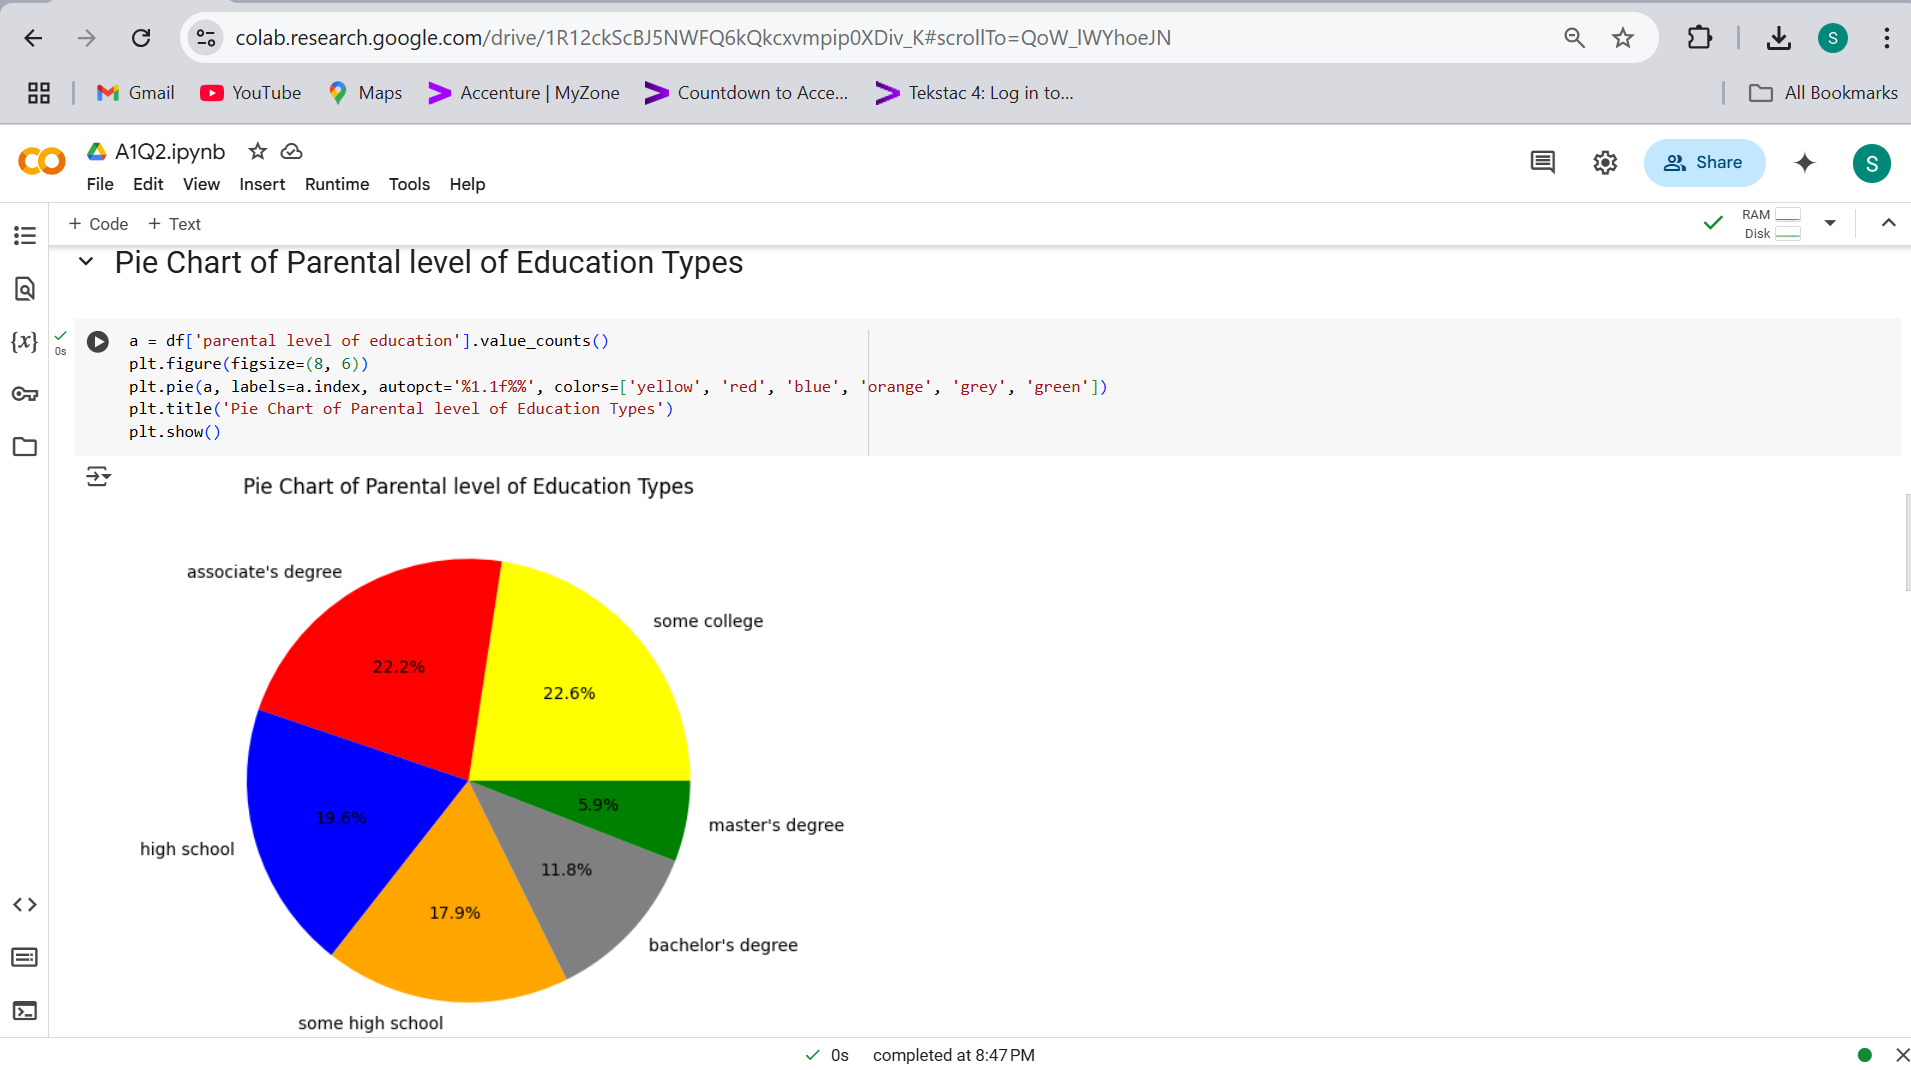 colab.research.google.com/drive/1R12ckScBJ5NWFQ6kQkcxvmpip0XDiv_K#scrollTo=QoW_lWYhoeJN
S
Gmail YouTube Maps Accenture | MyZone Countdown to Acce... Tekstac 4: Log in to... All Bookmarks
CO A1Q2.ipynb
File Edit View Insert Runtime Tools Help
Share
S
+ Code + Text
RAM
Disk
Pie Chart of Parental level of Education Types
{x}
0s
a = df['parental level of education'].value_counts()
plt.figure(figsize=(8, 6))
plt.pie(a, labels=a.index, autopct='%1.1f%%', colors=['yellow', 'red', 'blue', 'orange', 'grey', 'green'])
plt.title('Pie Chart of Parental level of Education Types')
plt.show()
Pie Chart of Parental level of Education Types
associate's degree
some college
22.2%
22.6%
5.9%
19.6%
master's degree
high school
11.8%
17.9%
bachelor's degree
some high school
0s completed at 8:47 PM